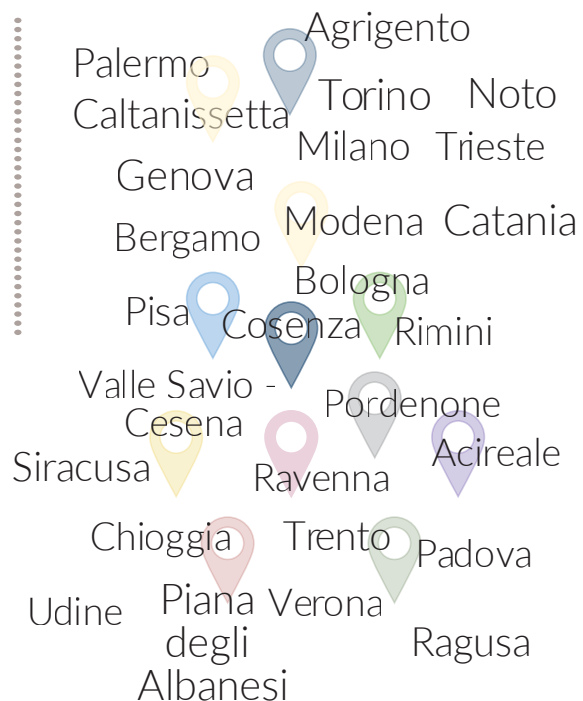 Agrigento
Palermo
Torino Noto
Caltanissetta
Milano Trieste
Genova
Modena Catania
Bergamo
Bologna
Pisa
Cosenza
Rimini
Valle Savio -
Cesena
Pordenone
Acireale
Siracusa
Ravenna
Chioggia
Trento
Padova
Udine
Piana
degli
Albanesi
Verona
Ragusa